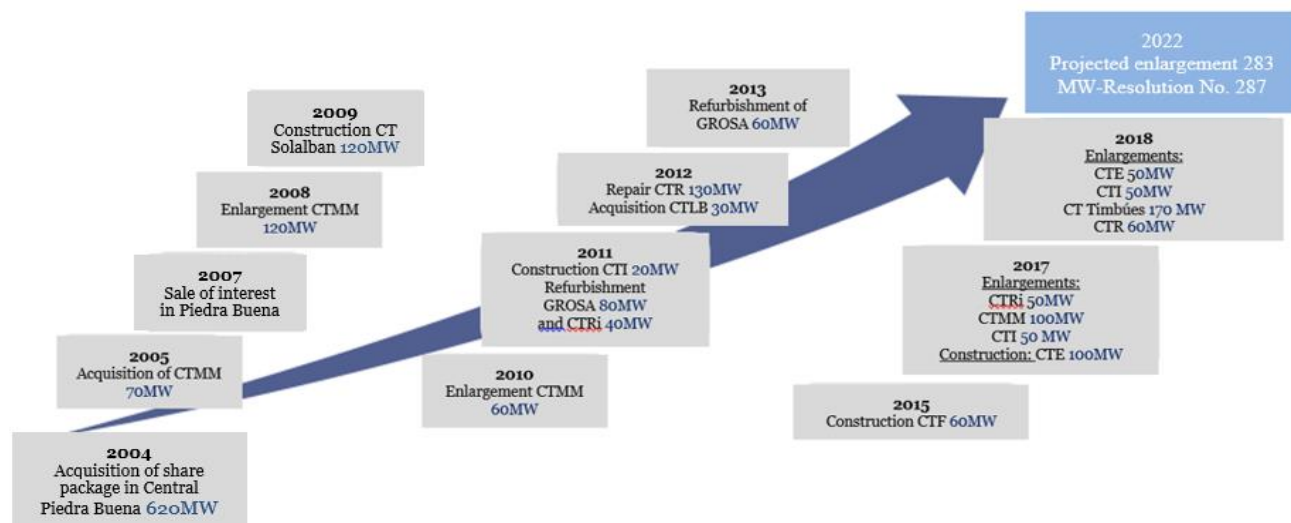 2004
Acquisition of share
package in Central
Piedra Buena 620MW
2005
Acquisition of CTMM
70MW
2007
Sale of interest
in Piedra Buena
2008
Enlargement CTMM
120MW
2009
Construction CT
Solalban 120MW
2010
Enlargement CTMM
60MW
2011
Construction CTI 20MW
Refurbishment
GROSA 80MW
and CTRi 40MW
2012
Repair CTR 130MW
Acquisition CTLB 30MW
2013
Refurbishment of
GROSA 60MW
2015
Construction CTF 60MW
2017
Enlargements:
CTRi 50MW
CTMM 100MW
CTI 50 MW
Construction: CTE 100MW
2018
Enlargements:
CTE 50MW
CTI 50MW
CT Timbúes 170 MW
CTR 60MW
2022
Projected enlargement 283
MW-Resolution No. 287